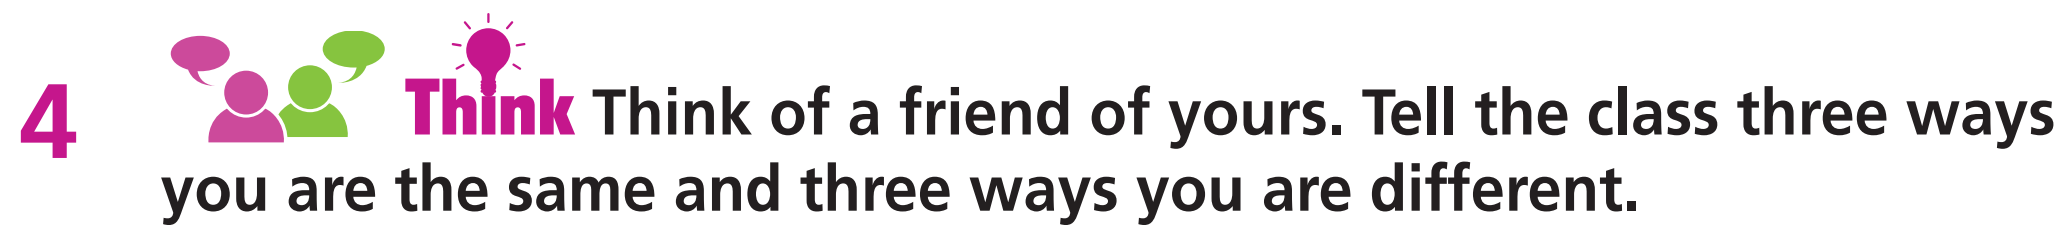 4 Think Think of a friend of yours. Tell the class three ways
you are the same and three ways you are different.